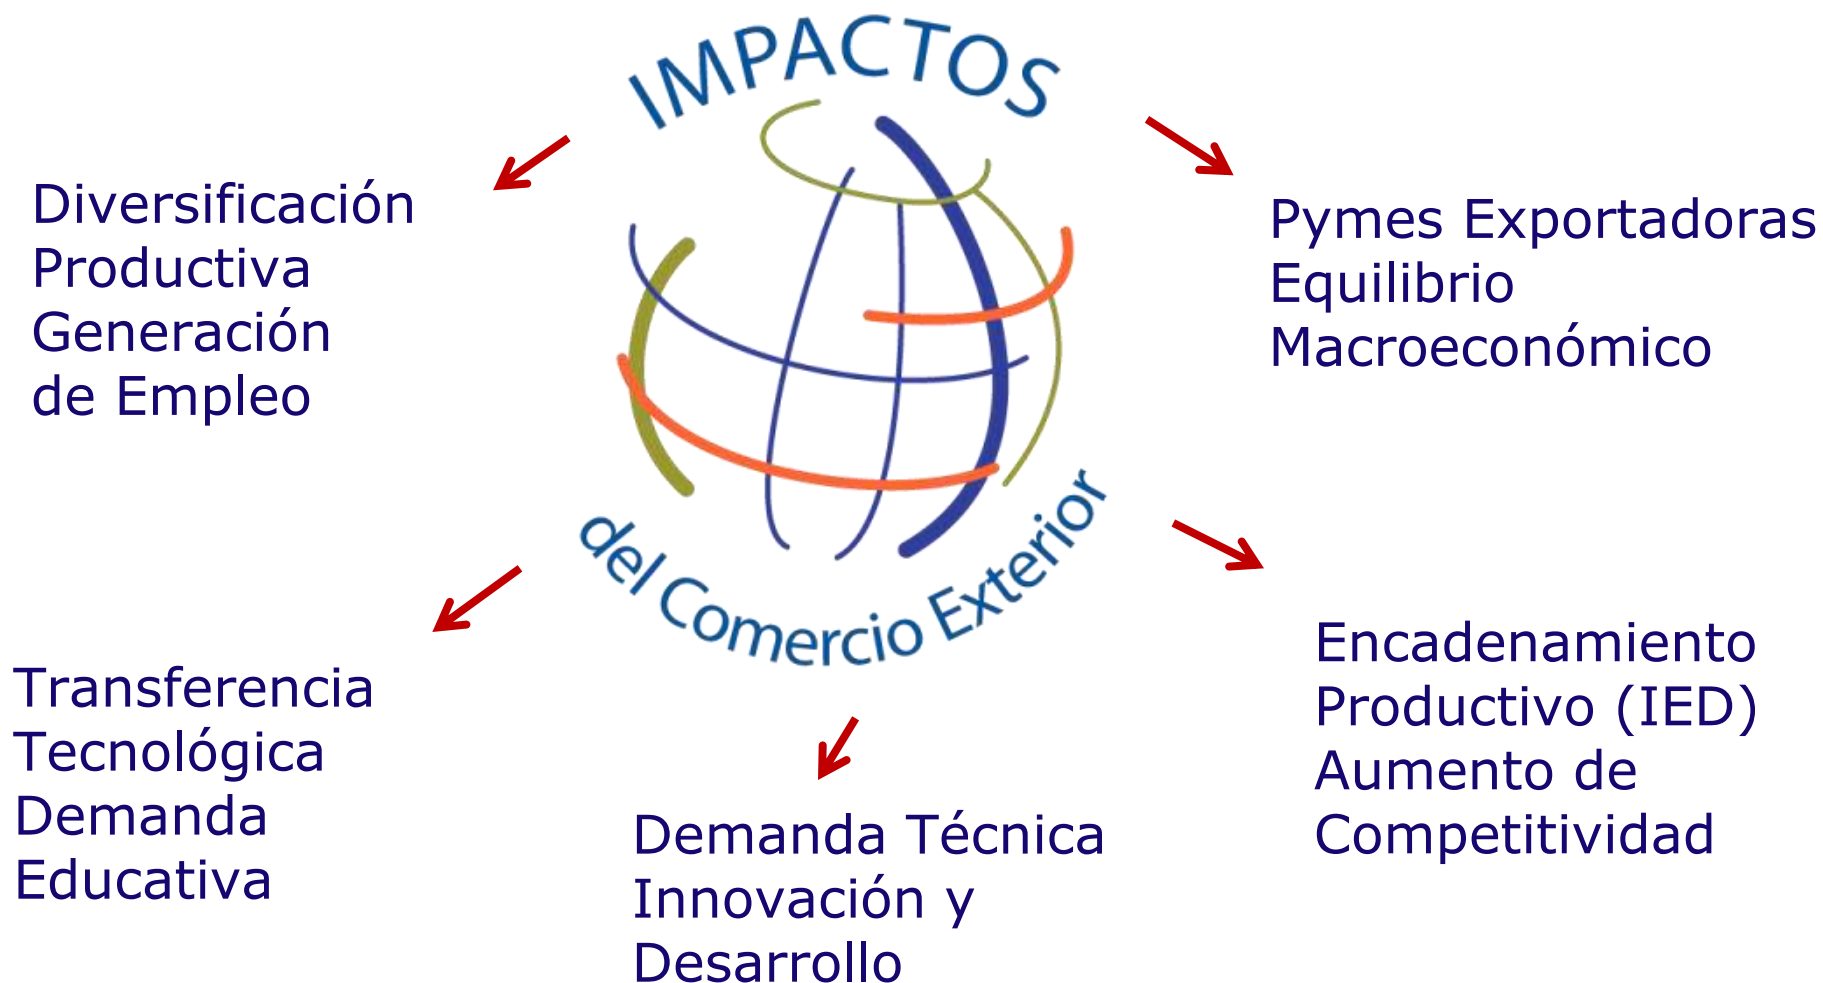 IMPACTOS
del Comercio Exterior
Diversificación
Productiva
Generación
de Empleo
Pymes Exportadoras
Equilibrio
Macroeconómico
Transferencia
Tecnológica
Demanda
Educativa
Demanda Técnica
Innovación y
Desarrollo
Encadenamiento
Productivo (IED)
Aumento de
Competitividad